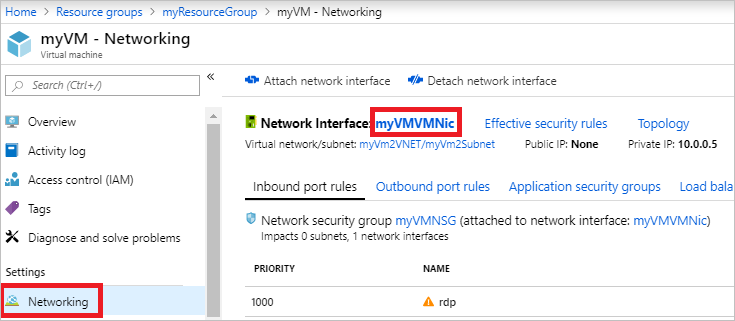 Home > Resource groups > myResourceGroup > myVM - Networking
myVM - Networking
Virtual machine
Search (Ctrl+/)
«
Overview
Activity log
Access control (IAM)
Tags
Diagnose and solve problems
Settings
Networking
Attach network interface Detach network interface
Network Interface: myVMVMNic Effective security rules Topology
Virtual network/subnet: myVm2VNET/myVm2Subnet Public IP: None Private IP: 10.0.0.5
Inbound port rules Outbound port rules Application security groups Load bala
Network security group myVMNSG (attached to network interface: myVMVMNic)
Impacts 0 subnets, 1 network interfaces
PRIORITY NAME
1000 rdp